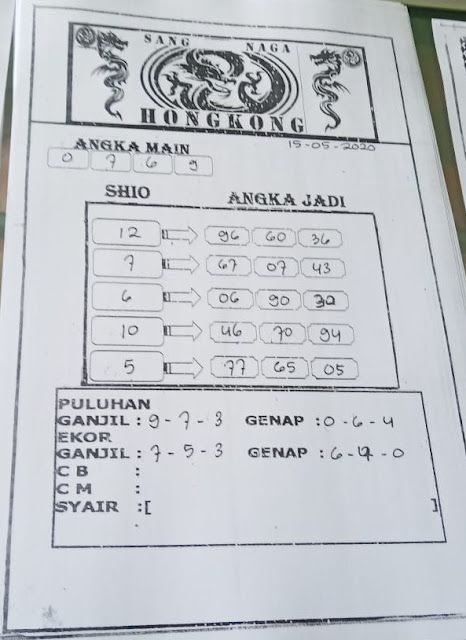 SANG NAGA
HONGKONG
15-05-2020
ANGKA MAIN
0 7 6 9
SHIO ANGKA JADI
12 96 60 36
7 67 07 43
6 06 90 39
10 46 70 94
5 77 65 05
PULUHAN
GANJIL : 9 - 7 - 3 GENAP : 0 - 6 - 4
EKOR
GANJIL : 7 - 5 - 3 GENAP : 6 - 4 - 0
C B :
C M :
SYAIR :[ ]